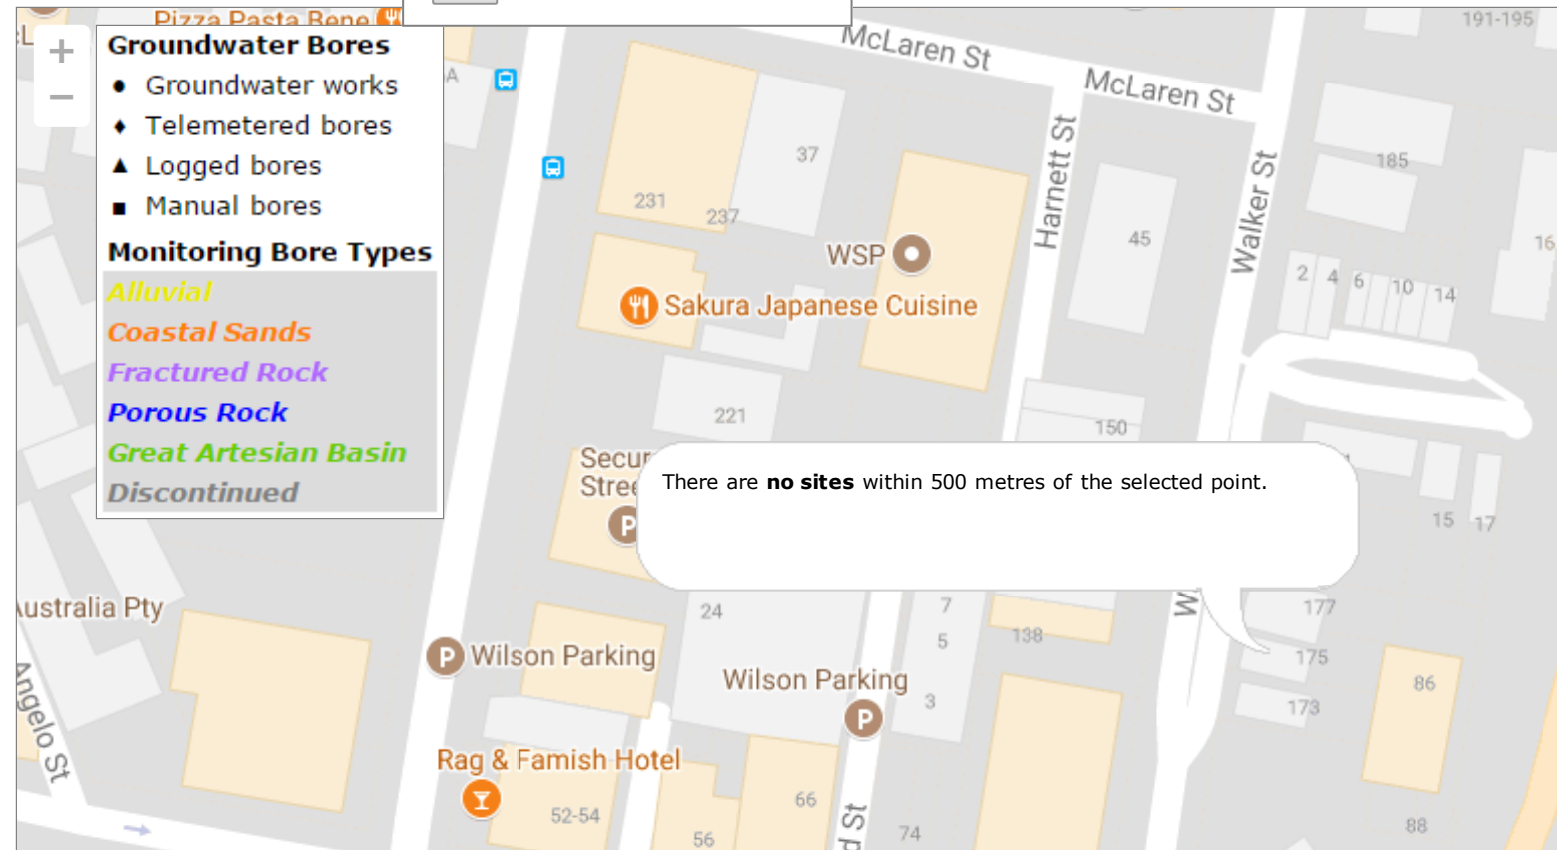 Pizza Pasta Bene
191-195
Groundwater Bores
Groundwater works
Telemetered bores
Logged bores
Manual bores
Monitoring Bore Types
Alluvial
Coastal Sands
Fractured Rock
Porous Rock
Great Artesian Basin
Discontinued
+
−
A
McLaren St
McLaren St
Harnett St
Walker St
37
185
231
237
45
16
WSP
2
4
6
10
14
Sakura Japanese Cuisine
221
150
Secur
Stree
P
There are no sites within 500 metres of the selected point.
15
17
Australia Pty
24
7
5
3
138
177
175
173
86
P
Wilson Parking
Wilson Parking
P
Angelo St
Rag & Famish Hotel
52-54
56
66
74
88
d St
W